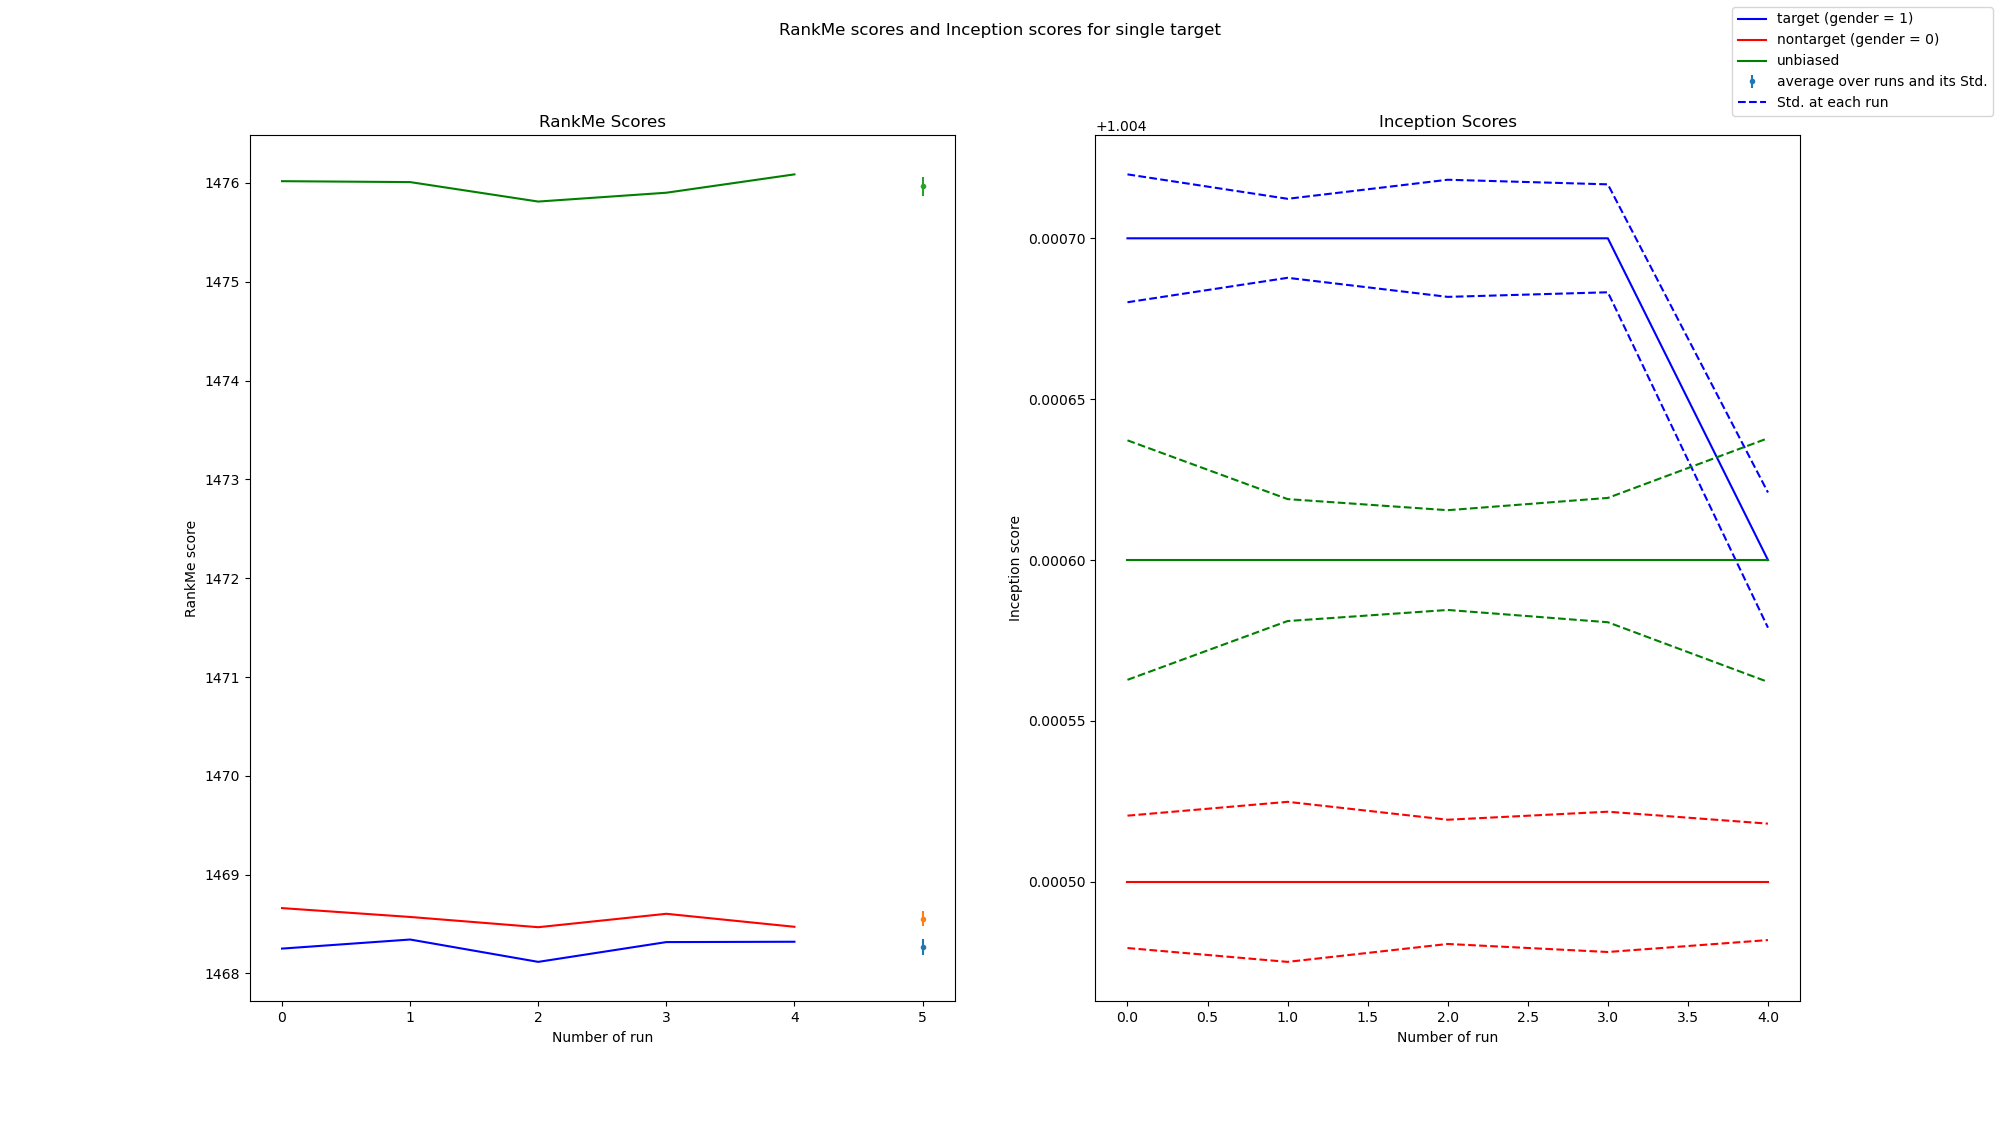 RankMe scores and Inception scores for single target
target (gender = 1)
nontarget (gender = 0)
unbiased
average over runs and its Std.
Std. at each run
RankMe Scores
1476
1475
1474
1473
1472
1471
1470
1469
1468
RankMe score
0 1 2 3 4 5
Number of run
Inception Scores
+1.004
0.00070
0.00065
0.00060
0.00055
0.00050
Inception score
0.0 0.5 1.0 1.5 2.0 2.5 3.0 3.5 4.0
Number of run